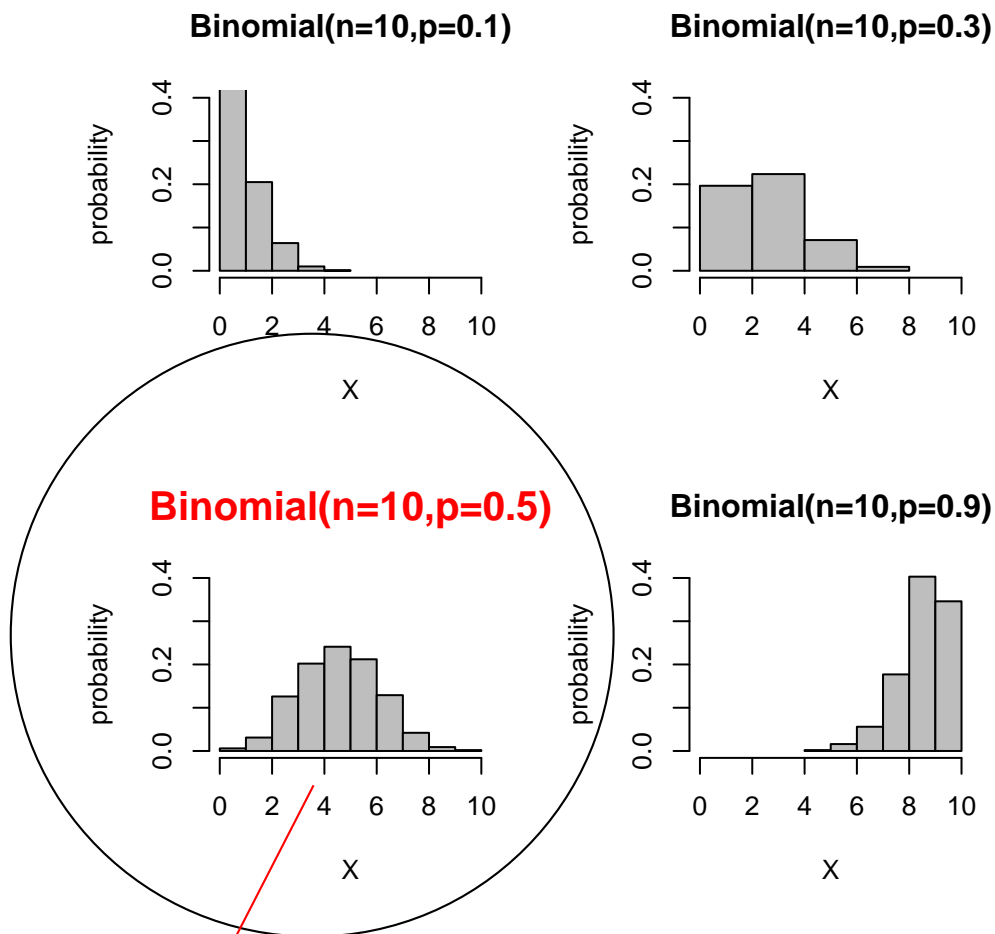 Binomial(n=10,p=0.1)
probability
0.0 0.2 0.4
0 2 4 6 8 10
X
Binomial(n=10,p=0.3)
probability
0.0 0.2 0.4
0 2 4 6 8 10
X
Binomial(n=10,p=0.5)
probability
0.0 0.2 0.4
0 2 4 6 8 10
X
Binomial(n=10,p=0.9)
probability
0.0 0.2 0.4
0 2 4 6 8 10
X